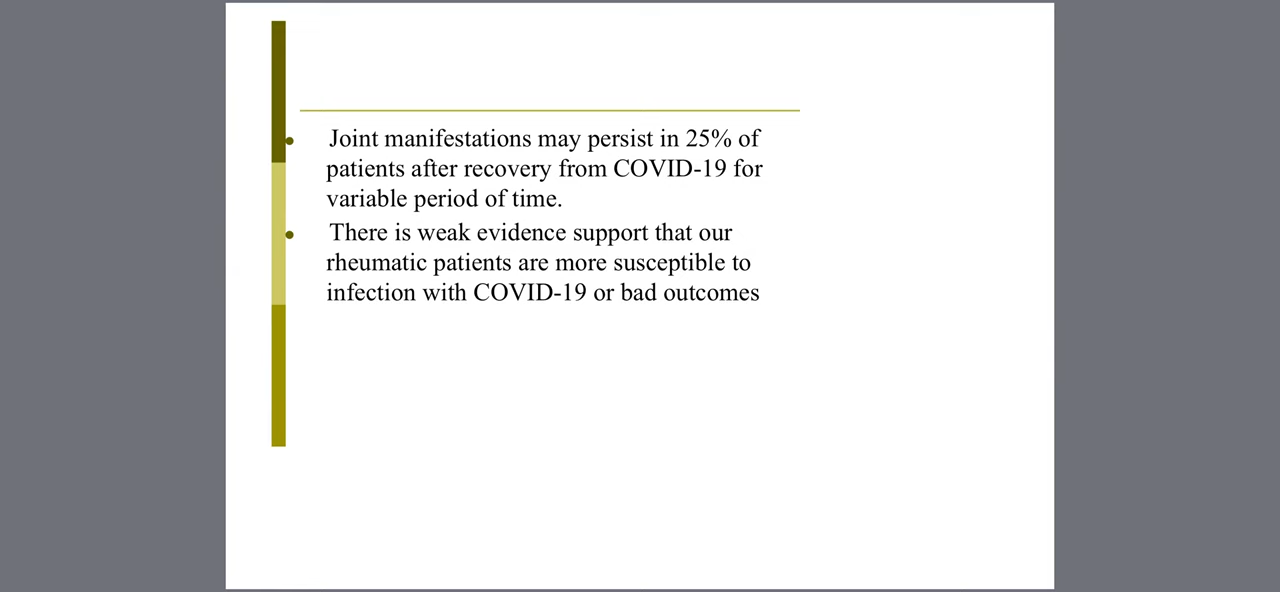 • Joint manifestations may persist in 25% of
patients after recovery from COVID-19 for
variable period of time.
• There is weak evidence support that our
rheumatic patients are more susceptible to
infection with COVID-19 or bad outcomes